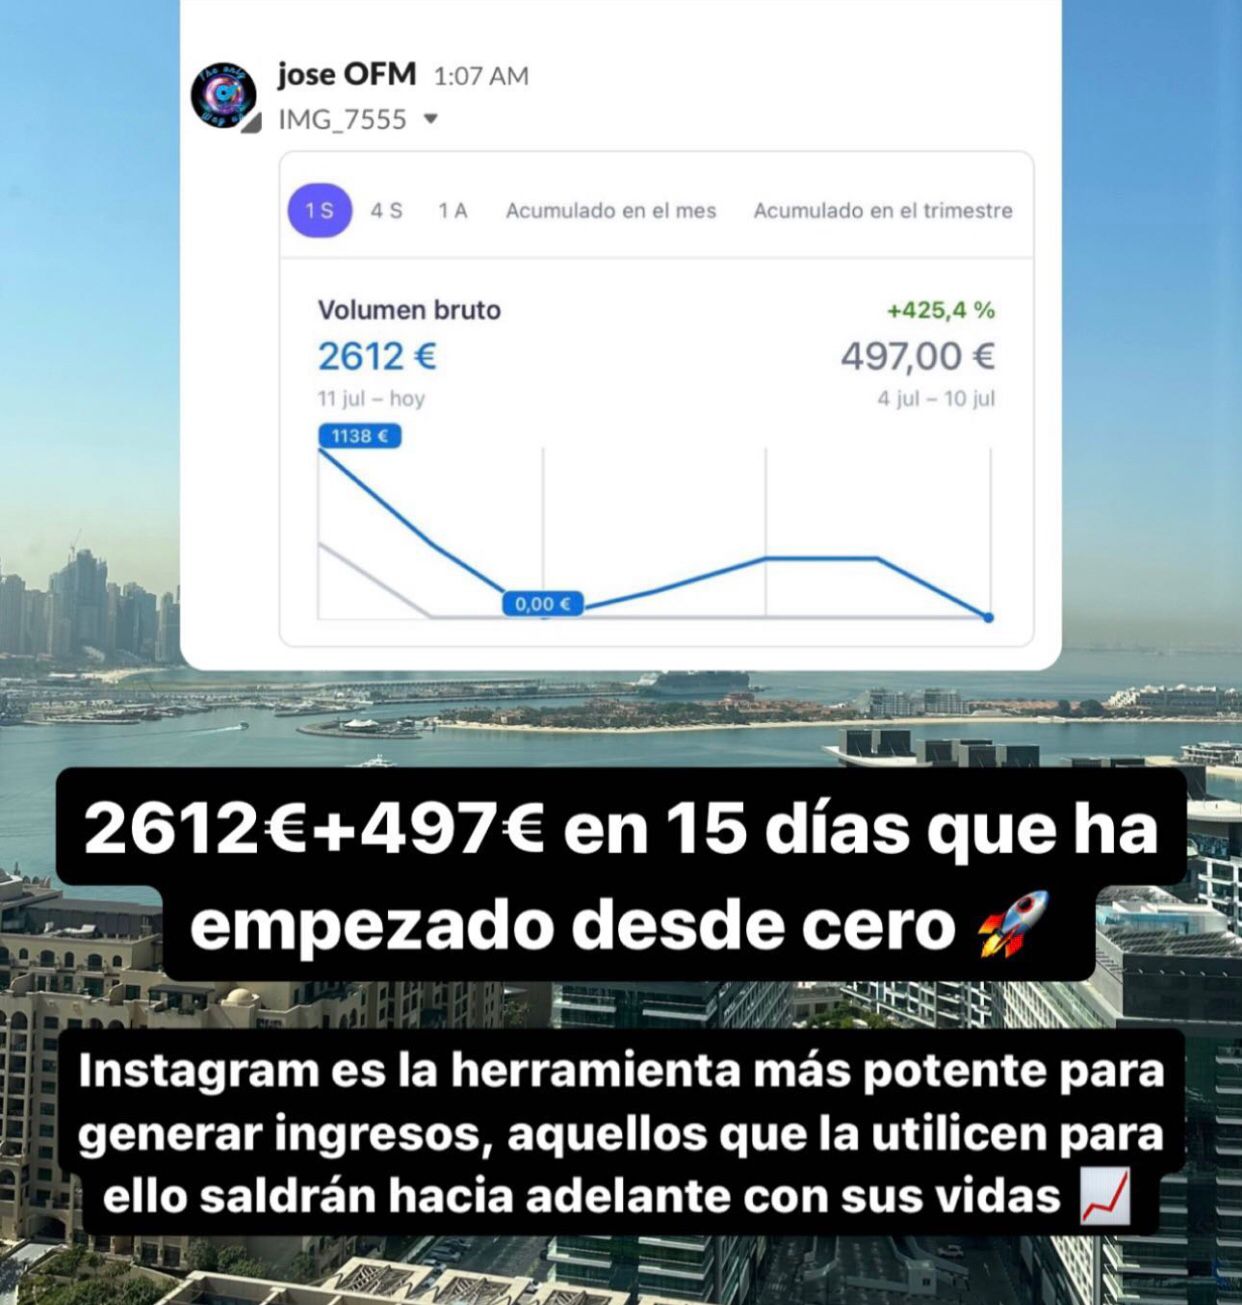 jose OFM 1:07 AM
IMG_7555
1 S 4 S 1 A Acumulado en el mes Acumulado en el trimestre
Volumen bruto +425,4 %
2612 € 497,00 €
11 jul – hoy 4 jul – 10 jul
1138 €
0,00 €
2612€+497€ en 15 días que ha
empezado desde cero 🚀
Instagram es la herramienta más potente para
generar ingresos, aquellos que la utilicen para
ello saldrán hacia adelante con sus vidas 📈